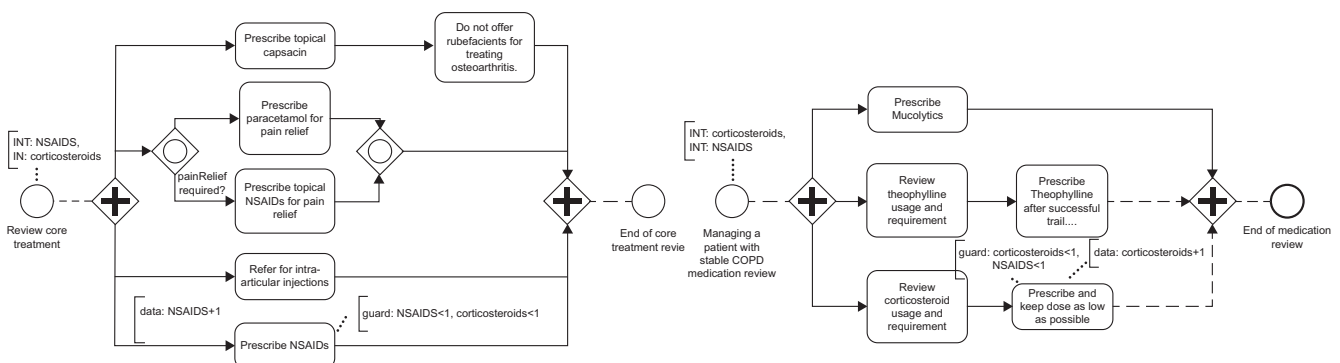 Prescribe topical
capsacin
Do not offer
rubefacients for
treating
osteoarthritis.
Prescribe
paracetamol for
pain relief
INT: NSAIDS,
IN: corticosteroids
painRelief
required?
Prescribe topical
NSAIDs for pain
relief
Review core
treatment
End of core
treatment revie
Refer for intra-
articular injections
data: NSAIDS+1
guard: NSAIDS<1, corticosteroids<1
Prescribe NSAIDs
Prescribe
Mucolytics
INT: corticosteroids,
INT: NSAIDS
Review
theophylline
usage and
requirement
Prescribe
Theophylline
after successful
trail....
Managing a
patient with
stable COPD
medication review
End of medication
review
guard: corticosteroids<1,
NSAIDS<1
data: corticosteroids+1
Review
corticosteroid
usage and
requirement
Prescribe and
keep dose as low
as possible